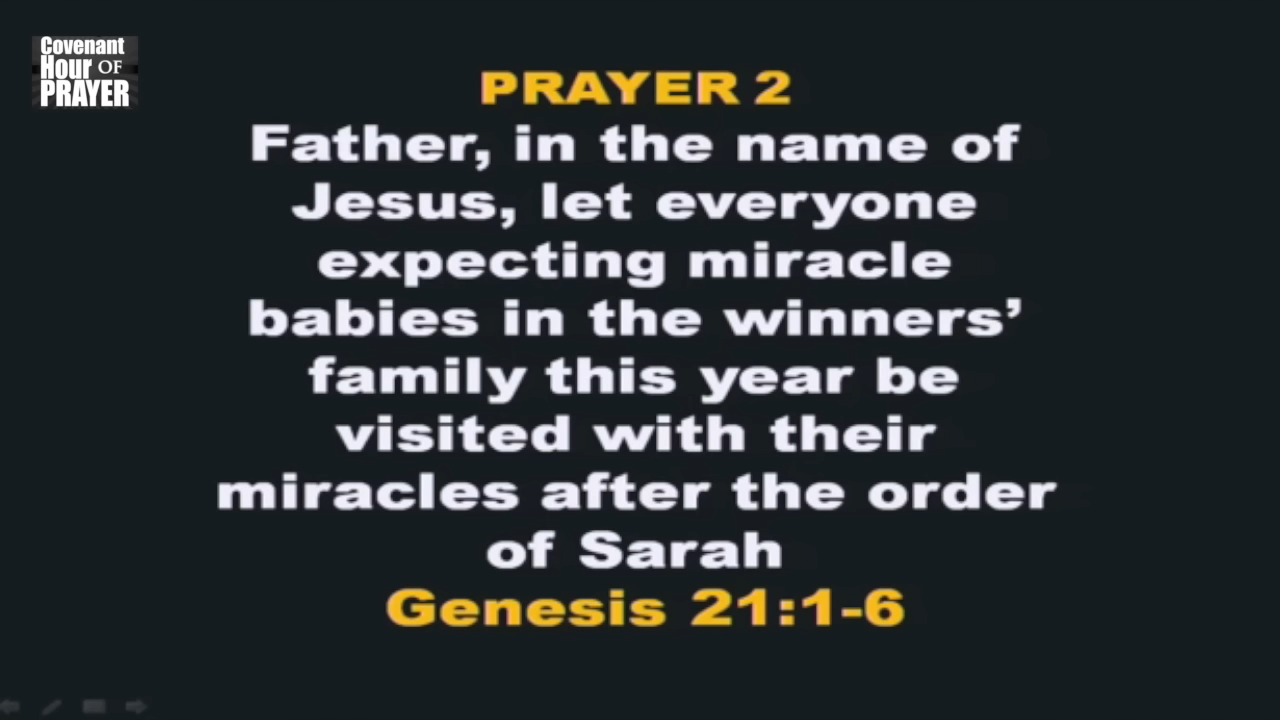 Covenant
Hour OF
PRAYER
PRAYER 2
Father, in the name of
Jesus, let everyone
expecting miracle
babies in the winners’
family this year be
visited with their
miracles after the order
of Sarah
Genesis 21:1-6